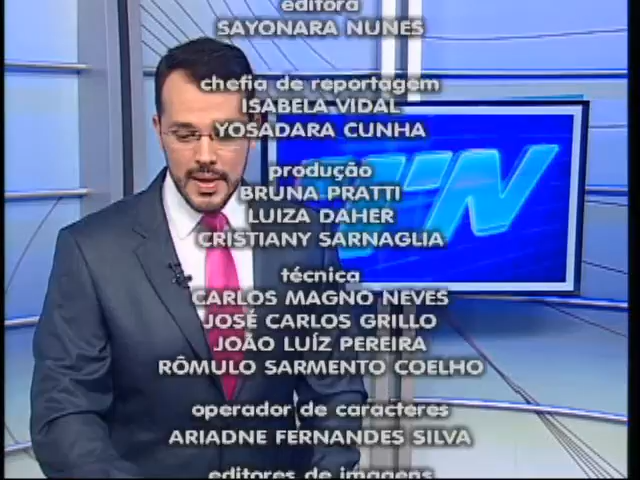 editora
SAYONARA NUNES
chefia de reportagem
ISABELA VIDAL
YOSADARA CUNHA
produção
BRUNA PRATTI
LUIZA DAHER
CRISTIANY SARNAGLIA
técnica
CARLOS MAGNO NEVES
JOSÉ CARLOS GRILLO
JOÃO LUÍZ PEREIRA
RÔMULO SARMENTO COELHO
operador de caracteres
ARIADNE FERNANDES SILVA
editores de imagens